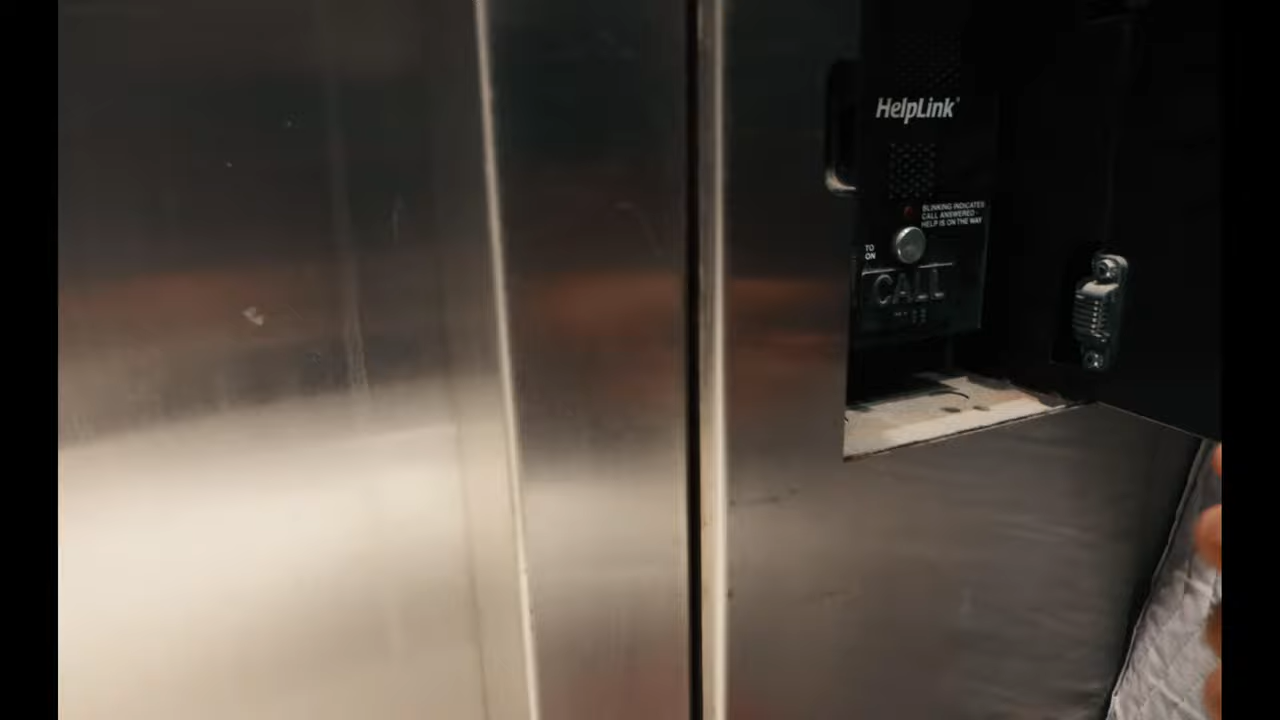 HelpLink®
BLINKING INDICATES
CALL ANSWERED -
HELP IS ON THE WAY
TO
ON
CALL